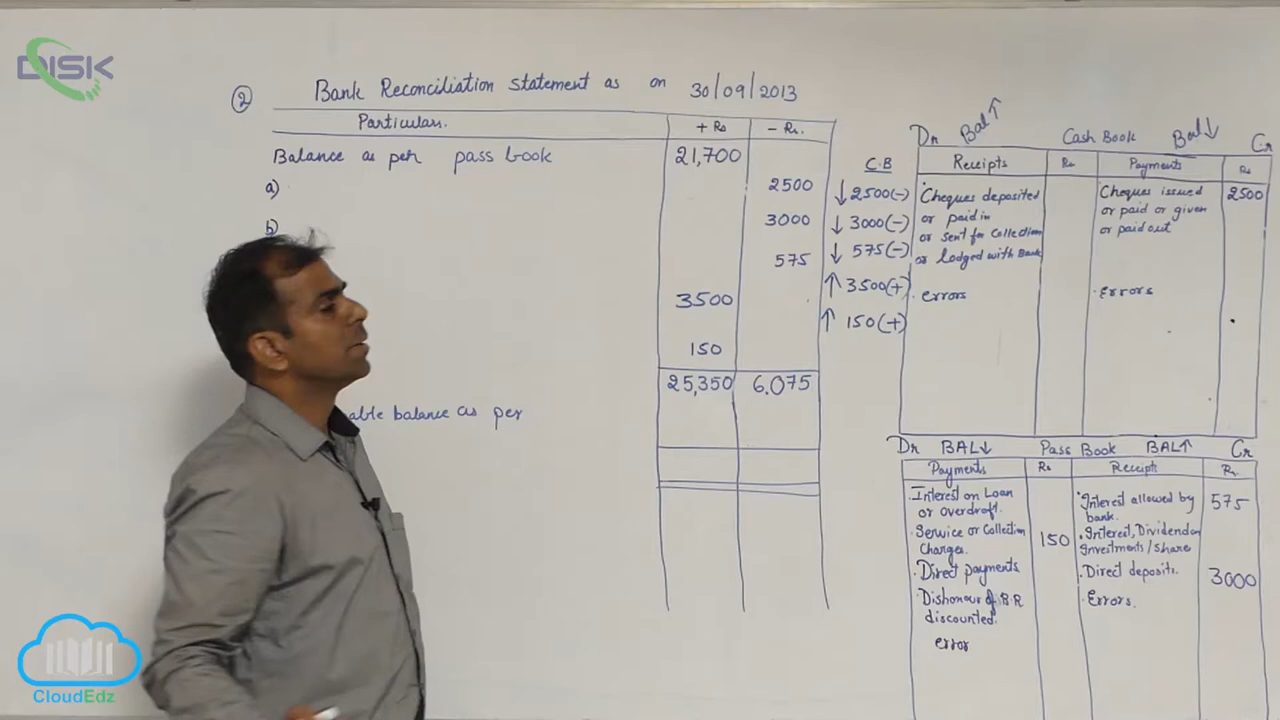 DISK
② Bank Reconciliation Statement as on 30/09/2013
Particulars. + Rs - Rs.
Balance as per pass book 21,700
a) 2500
b) 3000
575
3500
150
25,350 6,075
able balance as per
C.B
↓ 2500(-)
↓ 3000(-)
↓ 575(-)
↑ 3500(+)
↑ 150(+)
Dr Bal↑ Cash Book Bal↓ Cr
Receipts Rs Payments Rs
Cheques deposited
or paid in
or sent for collection
or lodged with Bank
. errors
Cheques issued 2500
or paid or given
or paid out
. errors
Dr BAL↓ Pass Book BAL↑ Cr
Payments Rs Receipts Rs.
. Interest on Loan
or overdraft.
. Service or Collection
Charges. 150
. Direct payments
. Dishonour of B.R
discounted.
error
. Interest allowed by 575
bank.
. Interest, Dividend on
Investments/Share
. Direct deposits. 3000
. Errors.
CloudEdz